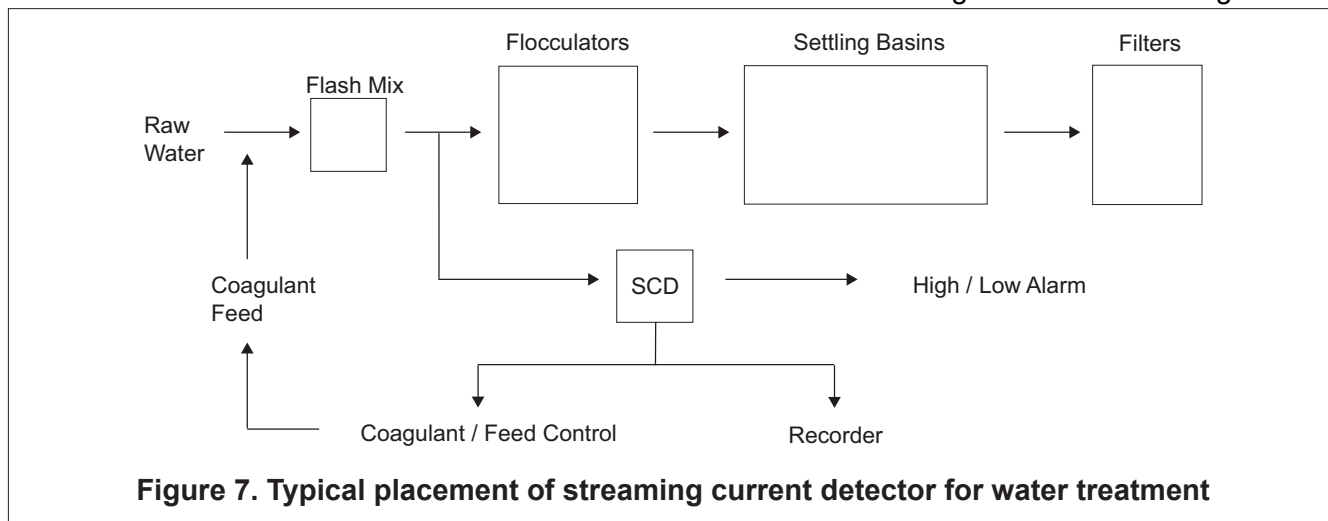 Flocculators
Settling Basins
Filters
Flash Mix
Raw
Water
Coagulant
Feed
SCD
High / Low Alarm
Coagulant / Feed Control
Recorder
Figure 7. Typical placement of streaming current detector for water treatment